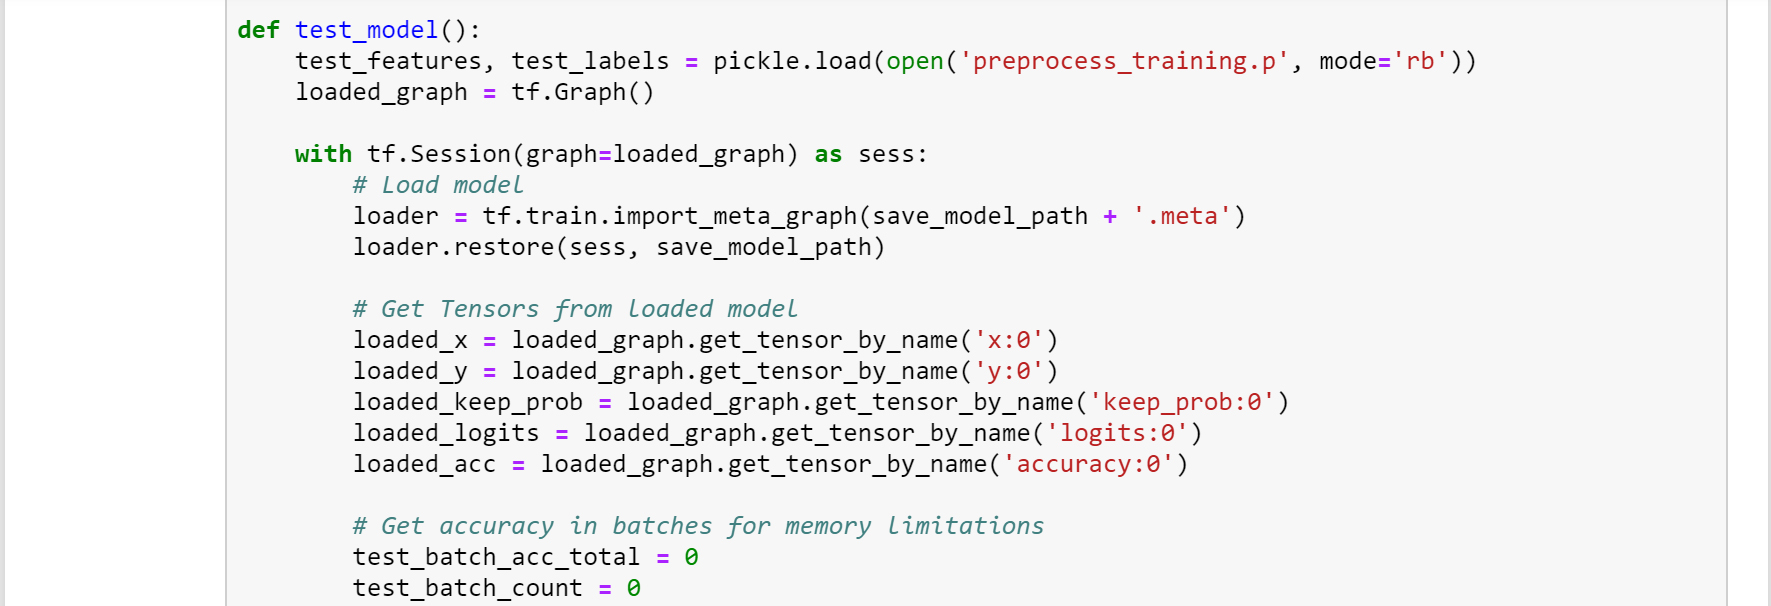 def test_model():
    test_features, test_labels = pickle.load(open('preprocess_training.p', mode='rb'))
    loaded_graph = tf.Graph()

    with tf.Session(graph=loaded_graph) as sess:
        # Load model
        loader = tf.train.import_meta_graph(save_model_path + '.meta')
        loader.restore(sess, save_model_path)

        # Get Tensors from loaded model
        loaded_x = loaded_graph.get_tensor_by_name('x:0')
        loaded_y = loaded_graph.get_tensor_by_name('y:0')
        loaded_keep_prob = loaded_graph.get_tensor_by_name('keep_prob:0')
        loaded_logits = loaded_graph.get_tensor_by_name('logits:0')
        loaded_acc = loaded_graph.get_tensor_by_name('accuracy:0')

        # Get accuracy in batches for memory limitations
        test_batch_acc_total = 0
        test_batch_count = 0